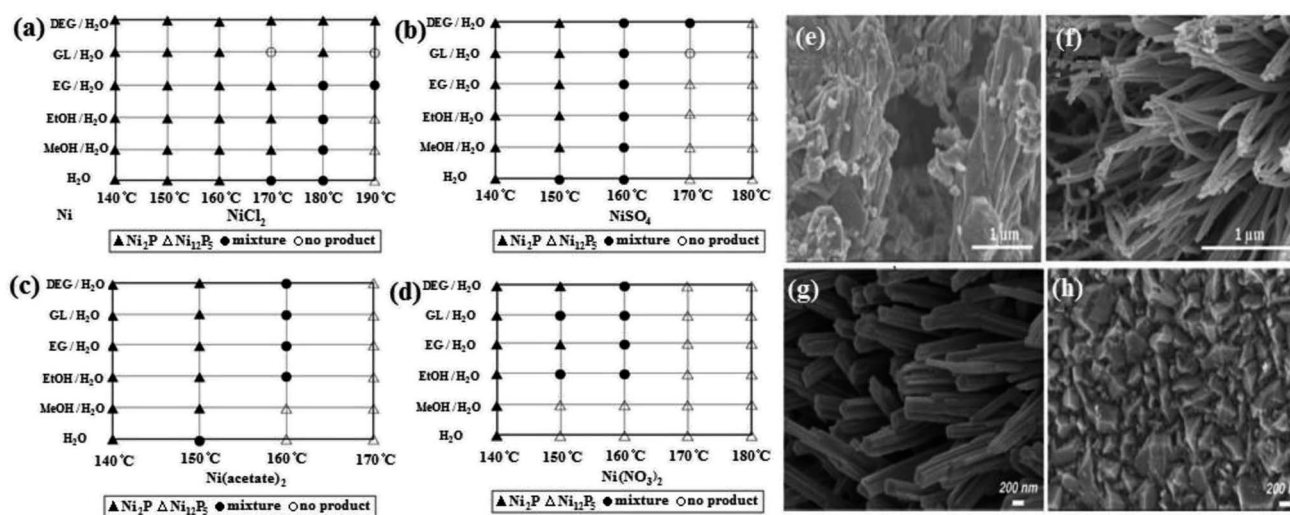 (a)
DEG / H₂O
GL / H₂O
EG / H₂O
EtOH / H₂O
MeOH / H₂O
H₂O
140°C 150°C 160°C 170°C 180°C 190°C
Ni NiCl₂
▲ Ni₂P △ Ni₁₂P₅ ● mixture ○ no product
(b)
DEG / H₂O
GL / H₂O
EG / H₂O
EtOH / H₂O
MeOH / H₂O
H₂O
140°C 150°C 160°C 170°C 180°C
NiSO₄
▲ Ni₂P △ Ni₁₂P₅ ● mixture ○ no product
(c)
DEG / H₂O
GL / H₂O
EG / H₂O
EtOH / H₂O
MeOH / H₂O
H₂O
140°C 150°C 160°C 170°C
Ni(acetate)₂
▲ Ni₂P △ Ni₁₂P₅ ● mixture ○ no product
(d)
DEG / H₂O
GL / H₂O
EG / H₂O
EtOH / H₂O
MeOH / H₂O
H₂O
140°C 150°C 160°C 170°C 180°C
Ni(NO₃)₂
▲ Ni₂P △ Ni₁₂P₅ ● mixture ○ no product
(e)
1 μm
(f)
1 μm
(g)
200 nm
(h)
200 nm